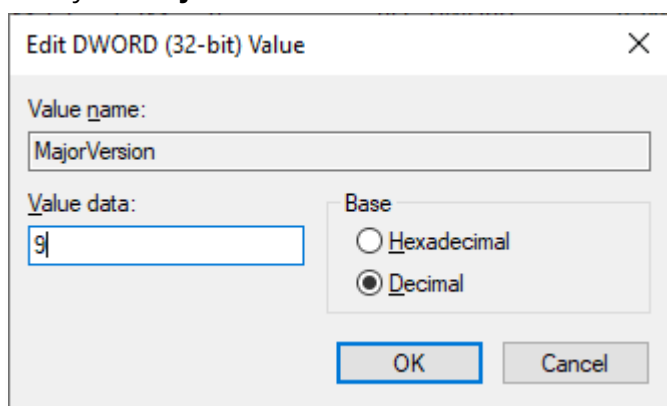 Edit DWORD (32-bit) Value
Value name:
MajorVersion
Value data:
9
Base
Hexadecimal
Decimal
OK
Cancel